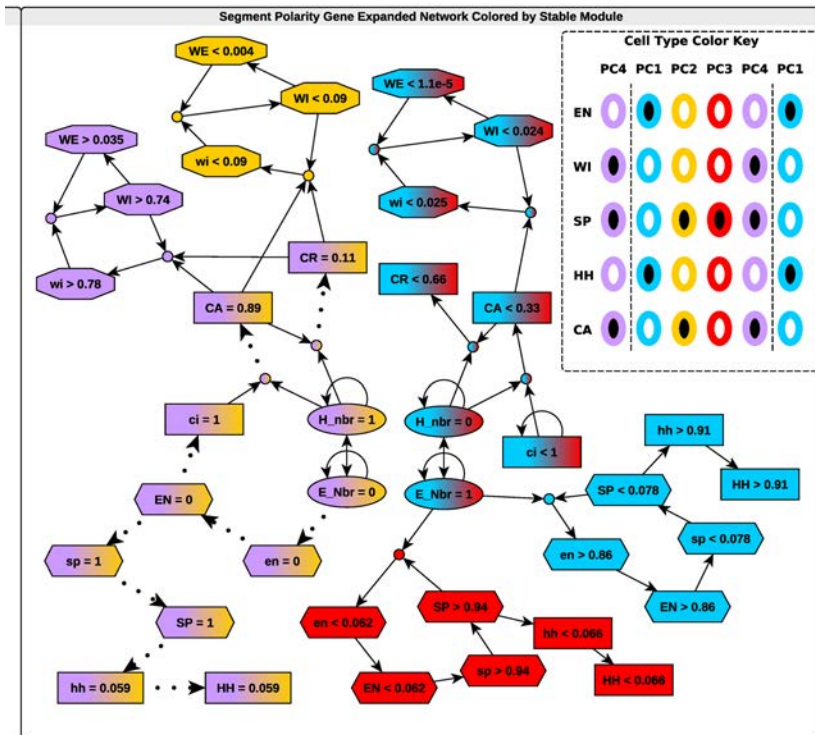 Segment Polarity Gene Expanded Network Colored by Stable Module
Cell Type Color Key
PC4 PC1 PC2 PC3 PC4 PC1
EN
WI
SP
HH
CA
WE < 0.004
WI < 0.09
wi < 0.09
WE < 1.1e-5
WI < 0.024
wi < 0.025
WE > 0.035
WI > 0.74
wi > 0.78
CR = 0.11
CA = 0.89
CR < 0.66
CA < 0.33
ci = 1
H_nbr = 1
H_nbr = 0
ci < 1
E_Nbr = 0
E_Nbr = 1
EN = 0
en = 0
sp = 1
SP = 1
hh = 0.059
HH = 0.059
hh > 0.91
HH > 0.91
SP < 0.078
sp < 0.078
en > 0.86
EN > 0.86
en < 0.062
SP > 0.94
hh < 0.066
EN < 0.062
sp > 0.94
HH < 0.066